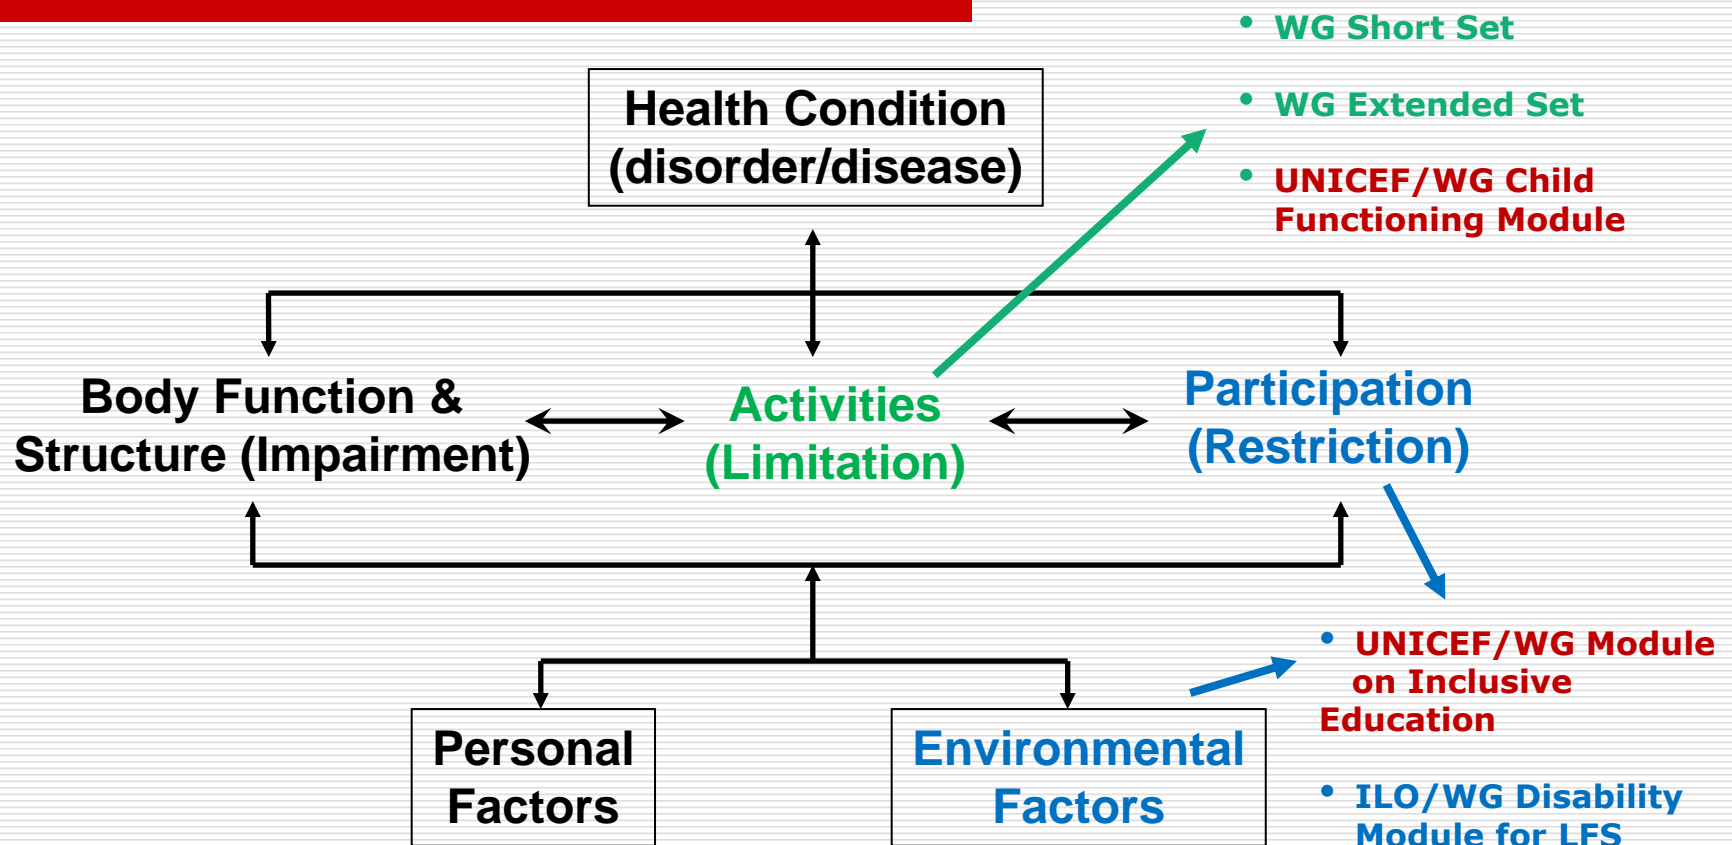 • WG Short Set
• WG Extended Set
• UNICEF/WG Child
Functioning Module
Health Condition
(disorder/disease)
Body Function &
Structure (Impairment)
Activities
(Limitation)
Participation
(Restriction)
Personal
Factors
Environmental
Factors
• UNICEF/WG Module
on Inclusive
Education
• ILO/WG Disability
Module for LFS